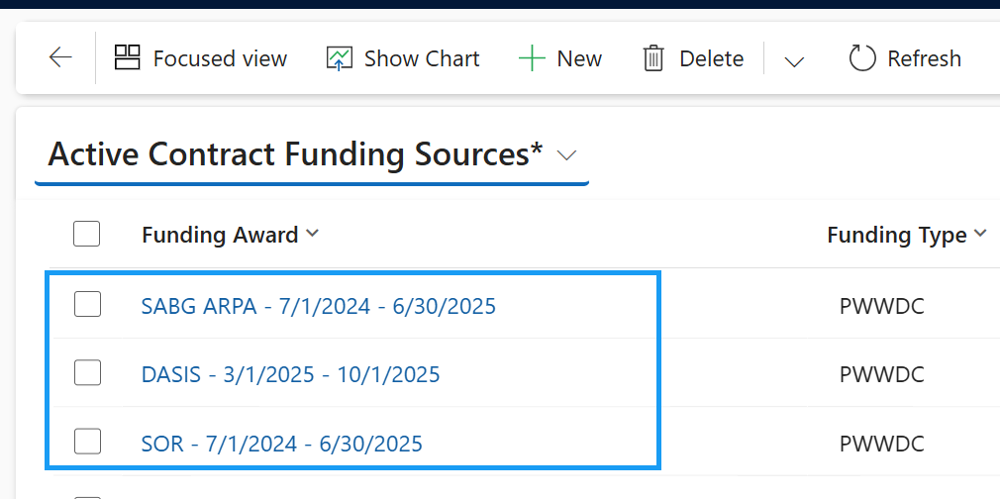 Focused view Show Chart New Delete Refresh
Active Contract Funding Sources*
Funding Award Funding Type
SABG ARPA - 7/1/2024 - 6/30/2025 PWWDC
DASIS - 3/1/2025 - 10/1/2025 PWWDC
SOR - 7/1/2024 - 6/30/2025 PWWDC